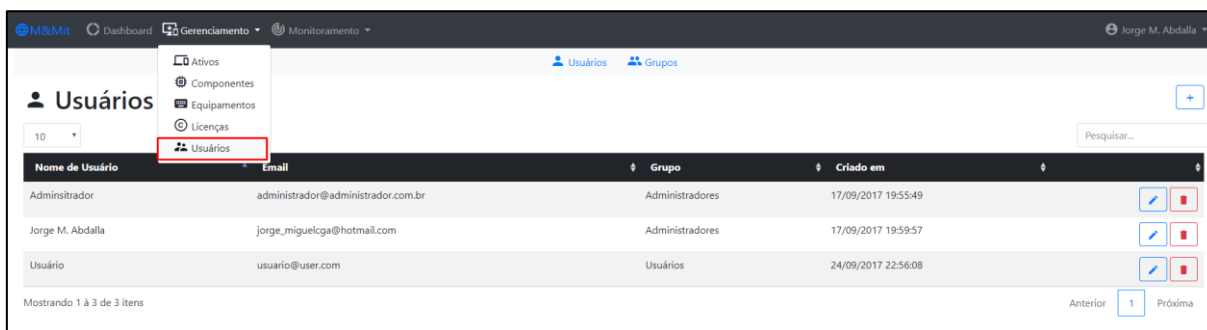 M&Mit Dashboard Gerenciamento Monitoramento Jorge M. Abdalla
Usuários Grupos
Ativos
Componentes
Equipamentos
Licenças
Usuários
Usuários
+
10 Pesquisar...
Nome de Usuário Email Grupo Criado em
Adminsitrador administrador@administrador.com.br Administradores 17/09/2017 19:55:49
Jorge M. Abdalla jorge_miguelcga@hotmail.com Administradores 17/09/2017 19:59:57
Usuário usuario@user.com Usuários 24/09/2017 22:56:08
Mostrando 1 à 3 de 3 itens Anterior 1 Próxima